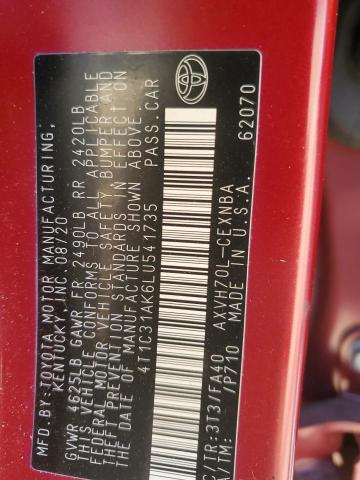 MFD. BY: TOYOTA MOTOR MANUFACTURING,
KENTUCKY, INC. 08/20
GVWR 4625LB GAWR FR 2490LB RR 2420LB
THIS VEHICLE CONFORMS TO ALL APPLICABLE
FEDERAL MOTOR VEHICLE SAFETY, BUMPER, AND
THEFT PREVENTION STANDARDS IN EFFECT ON
THE DATE OF MANUFACTURE SHOWN ABOVE.
4T1C31AK6LU541735 PASS. CAR
C/TR: 3T3/FA40 AXVH70L-CEXNBA
A/TM: /P710 MADE IN U.S.A. 62070